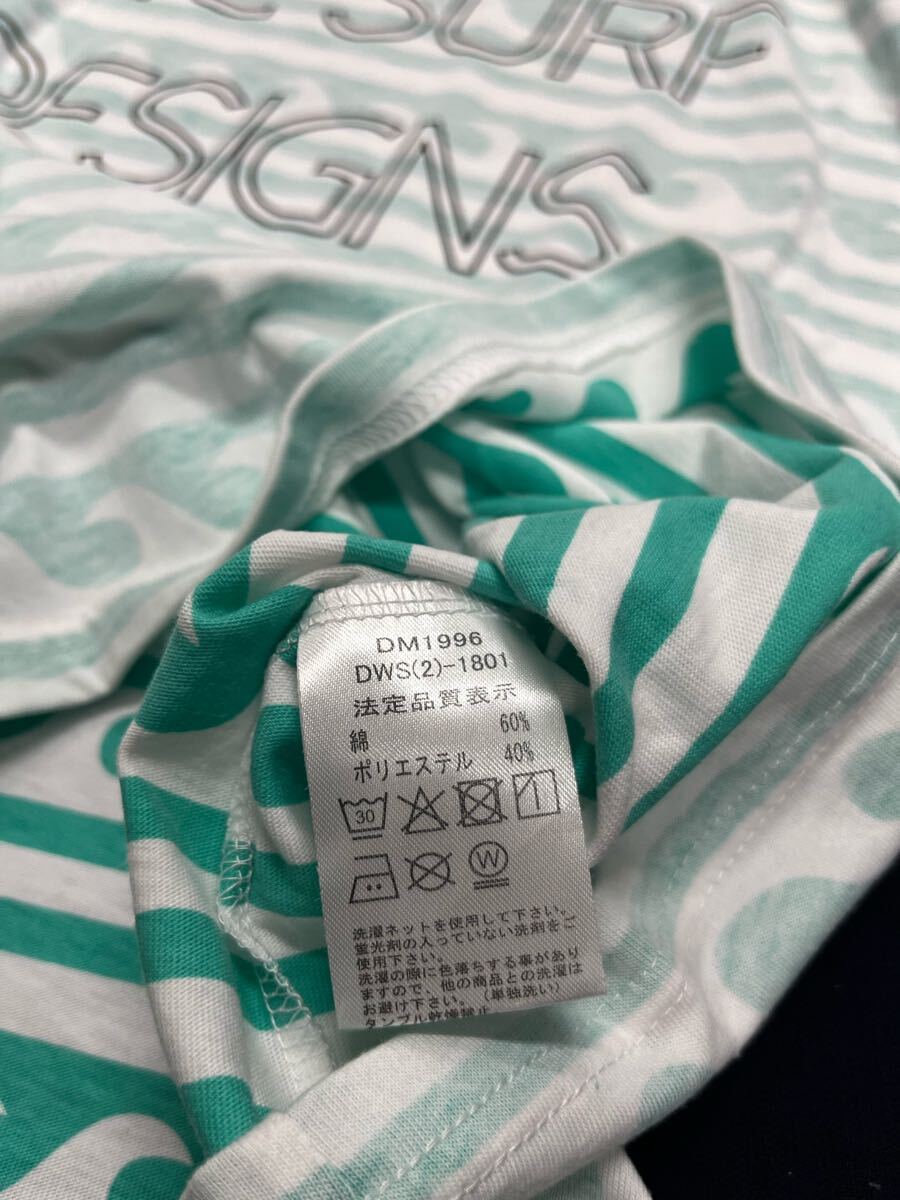 SURF
DESIGNS
DM1996
DWS(2)-1801
法定品質表示
綿 60%
ポリエステル 40%
30
W
洗濯ネットを使用して下さい。
蛍光剤の入っていない洗剤をご
使用下さい。
洗濯の際に色落ちする事があり
ますので、他の商品との洗濯は
お避け下さい。(単独洗い)
タンブル乾燥禁止